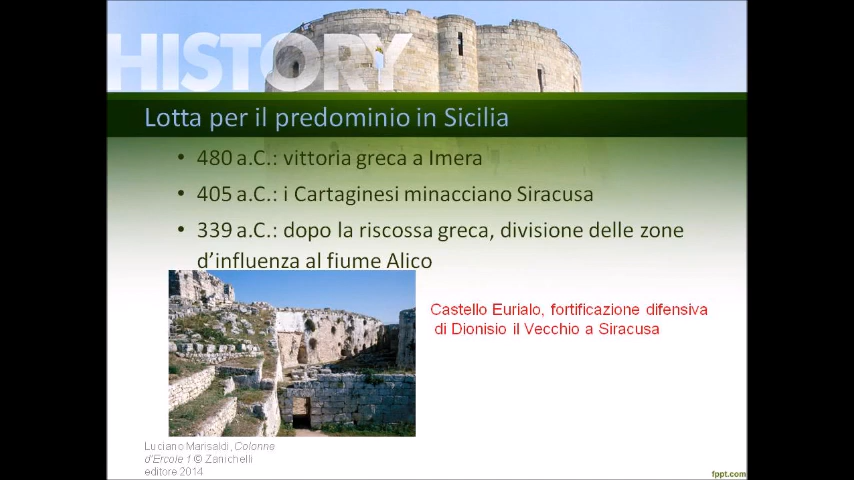 HISTORY
Lotta per il predominio in Sicilia
• 480 a.C.: vittoria greca a Imera
• 405 a.C.: i Cartaginesi minacciano Siracusa
• 339 a.C.: dopo la riscossa greca, divisione delle zone
d’influenza al fiume Alico
Castello Eurialo, fortificazione difensiva
di Dionisio il Vecchio a Siracusa
Luciano Marisaldi, Colonne
d’Ercole 1 © Zanichelli
editore 2014
fppt.com